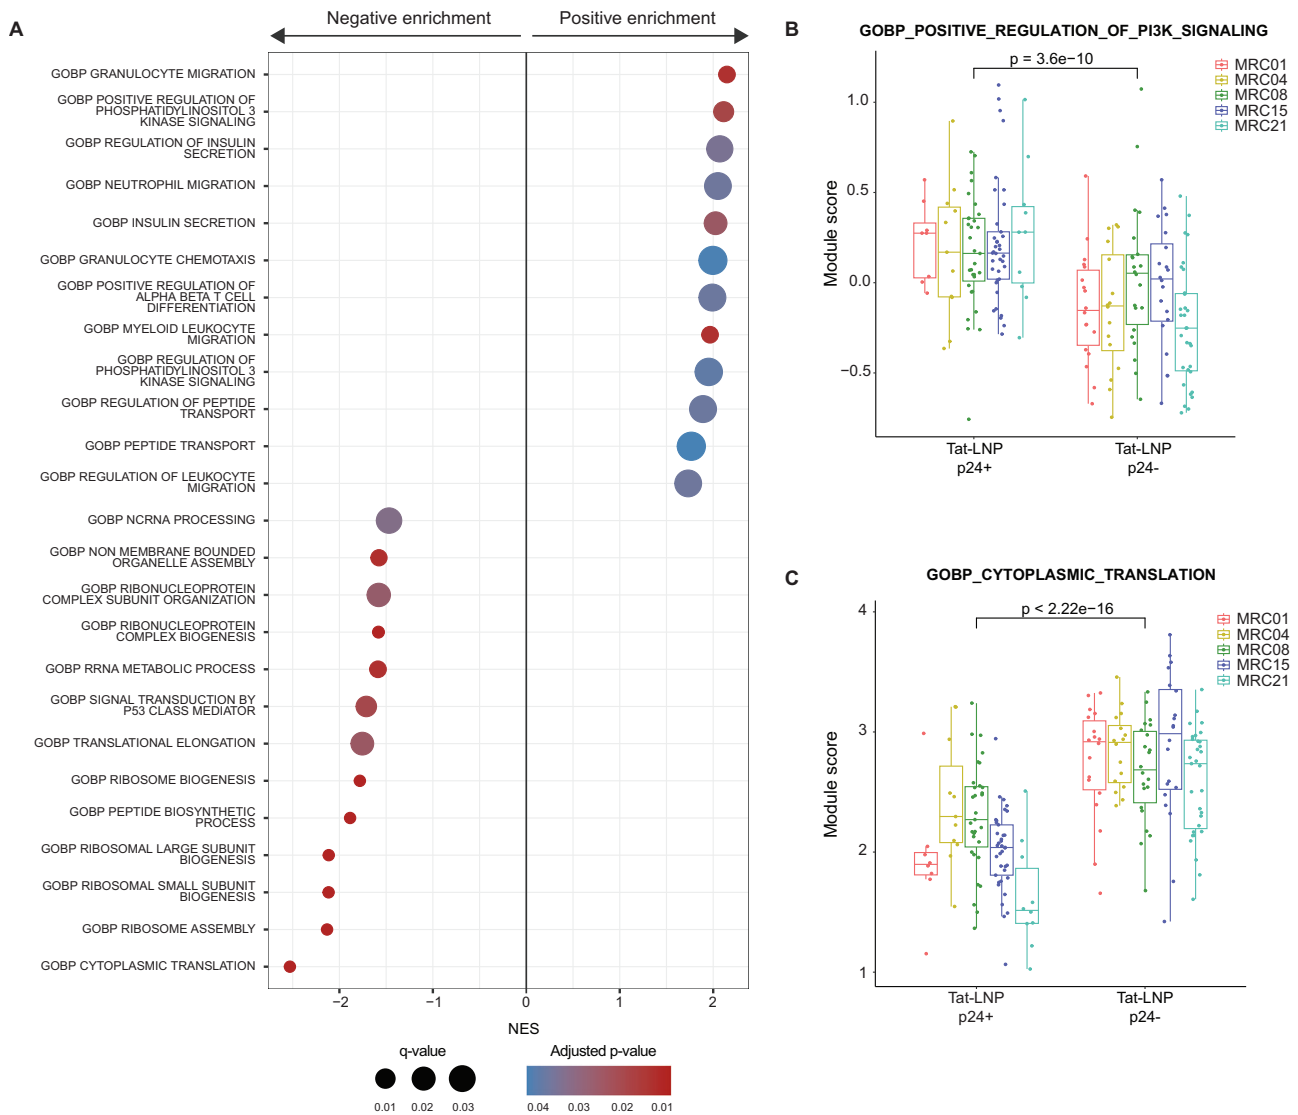 A
Negative enrichment
Positive enrichment
GOBP GRANULOCYTE MIGRATION
GOBP POSITIVE REGULATION OF
PHOSPHATIDYLINOSITOL 3
KINASE SIGNALING
GOBP REGULATION OF INSULIN
SECRETION
GOBP NEUTROPHIL MIGRATION
GOBP INSULIN SECRETION
GOBP GRANULOCYTE CHEMOTAXIS
GOBP POSITIVE REGULATION OF
ALPHA BETA T CELL
DIFFERENTIATION
GOBP MYELOID LEUKOCYTE
MIGRATION
GOBP REGULATION OF
PHOSPHATIDYLINOSITOL 3
KINASE SIGNALING
GOBP REGULATION OF PEPTIDE
TRANSPORT
GOBP PEPTIDE TRANSPORT
GOBP REGULATION OF LEUKOCYTE
MIGRATION
GOBP NCRNA PROCESSING
GOBP NON MEMBRANE BOUNDED
ORGANELLE ASSEMBLY
GOBP RIBONUCLEOPROTEIN
COMPLEX SUBUNIT ORGANIZATION
GOBP RIBONUCLEOPROTEIN
COMPLEX BIOGENESIS
GOBP RRNA METABOLIC PROCESS
GOBP SIGNAL TRANSDUCTION BY
P53 CLASS MEDIATOR
GOBP TRANSLATIONAL ELONGATION
GOBP RIBOSOME BIOGENESIS
GOBP PEPTIDE BIOSYNTHETIC
PROCESS
GOBP RIBOSOMAL LARGE SUBUNIT
BIOGENESIS
GOBP RIBOSOMAL SMALL SUBUNIT
BIOGENESIS
GOBP RIBOSOME ASSEMBLY
GOBP CYTOPLASMIC TRANSLATION
−2 −1 0 1 2
NES
q-value
0.01 0.02 0.03
Adjusted p-value
0.04 0.03 0.02 0.01
B
GOBP_POSITIVE_REGULATION_OF_PI3K_SIGNALING
p = 3.6e−10
MRC01
MRC04
MRC08
MRC15
MRC21
Module score
1.0
0.5
0.0
−0.5
Tat-LNP
p24+
Tat-LNP
p24-
C
GOBP_CYTOPLASMIC_TRANSLATION
p < 2.22e−16
MRC01
MRC04
MRC08
MRC15
MRC21
Module score
4
3
2
1
Tat-LNP
p24+
Tat-LNP
p24-